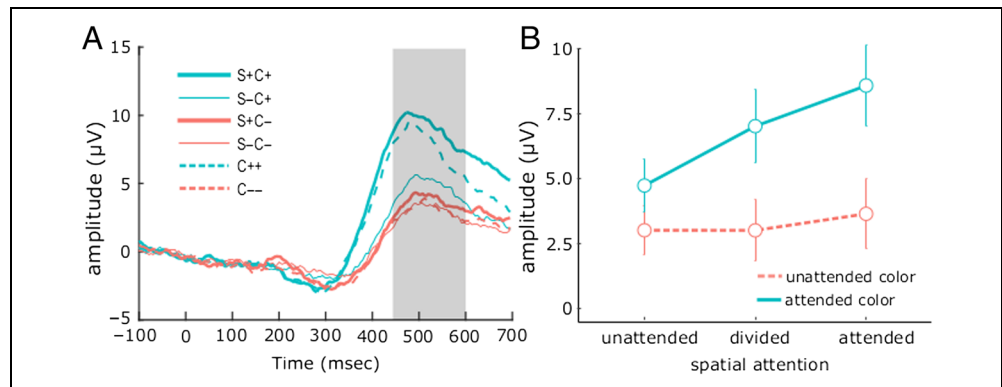 A
15
10
5
0
−5
amplitude (μV)
S+C+
S−C+
S+C−
S−C−
C++
C−−
−100 0 100 200 300 400 500 600 700
Time (msec)
B
10
7.5
5.0
2.5
0
amplitude (μV)
unattended color
attended color
unattended divided attended
spatial attention